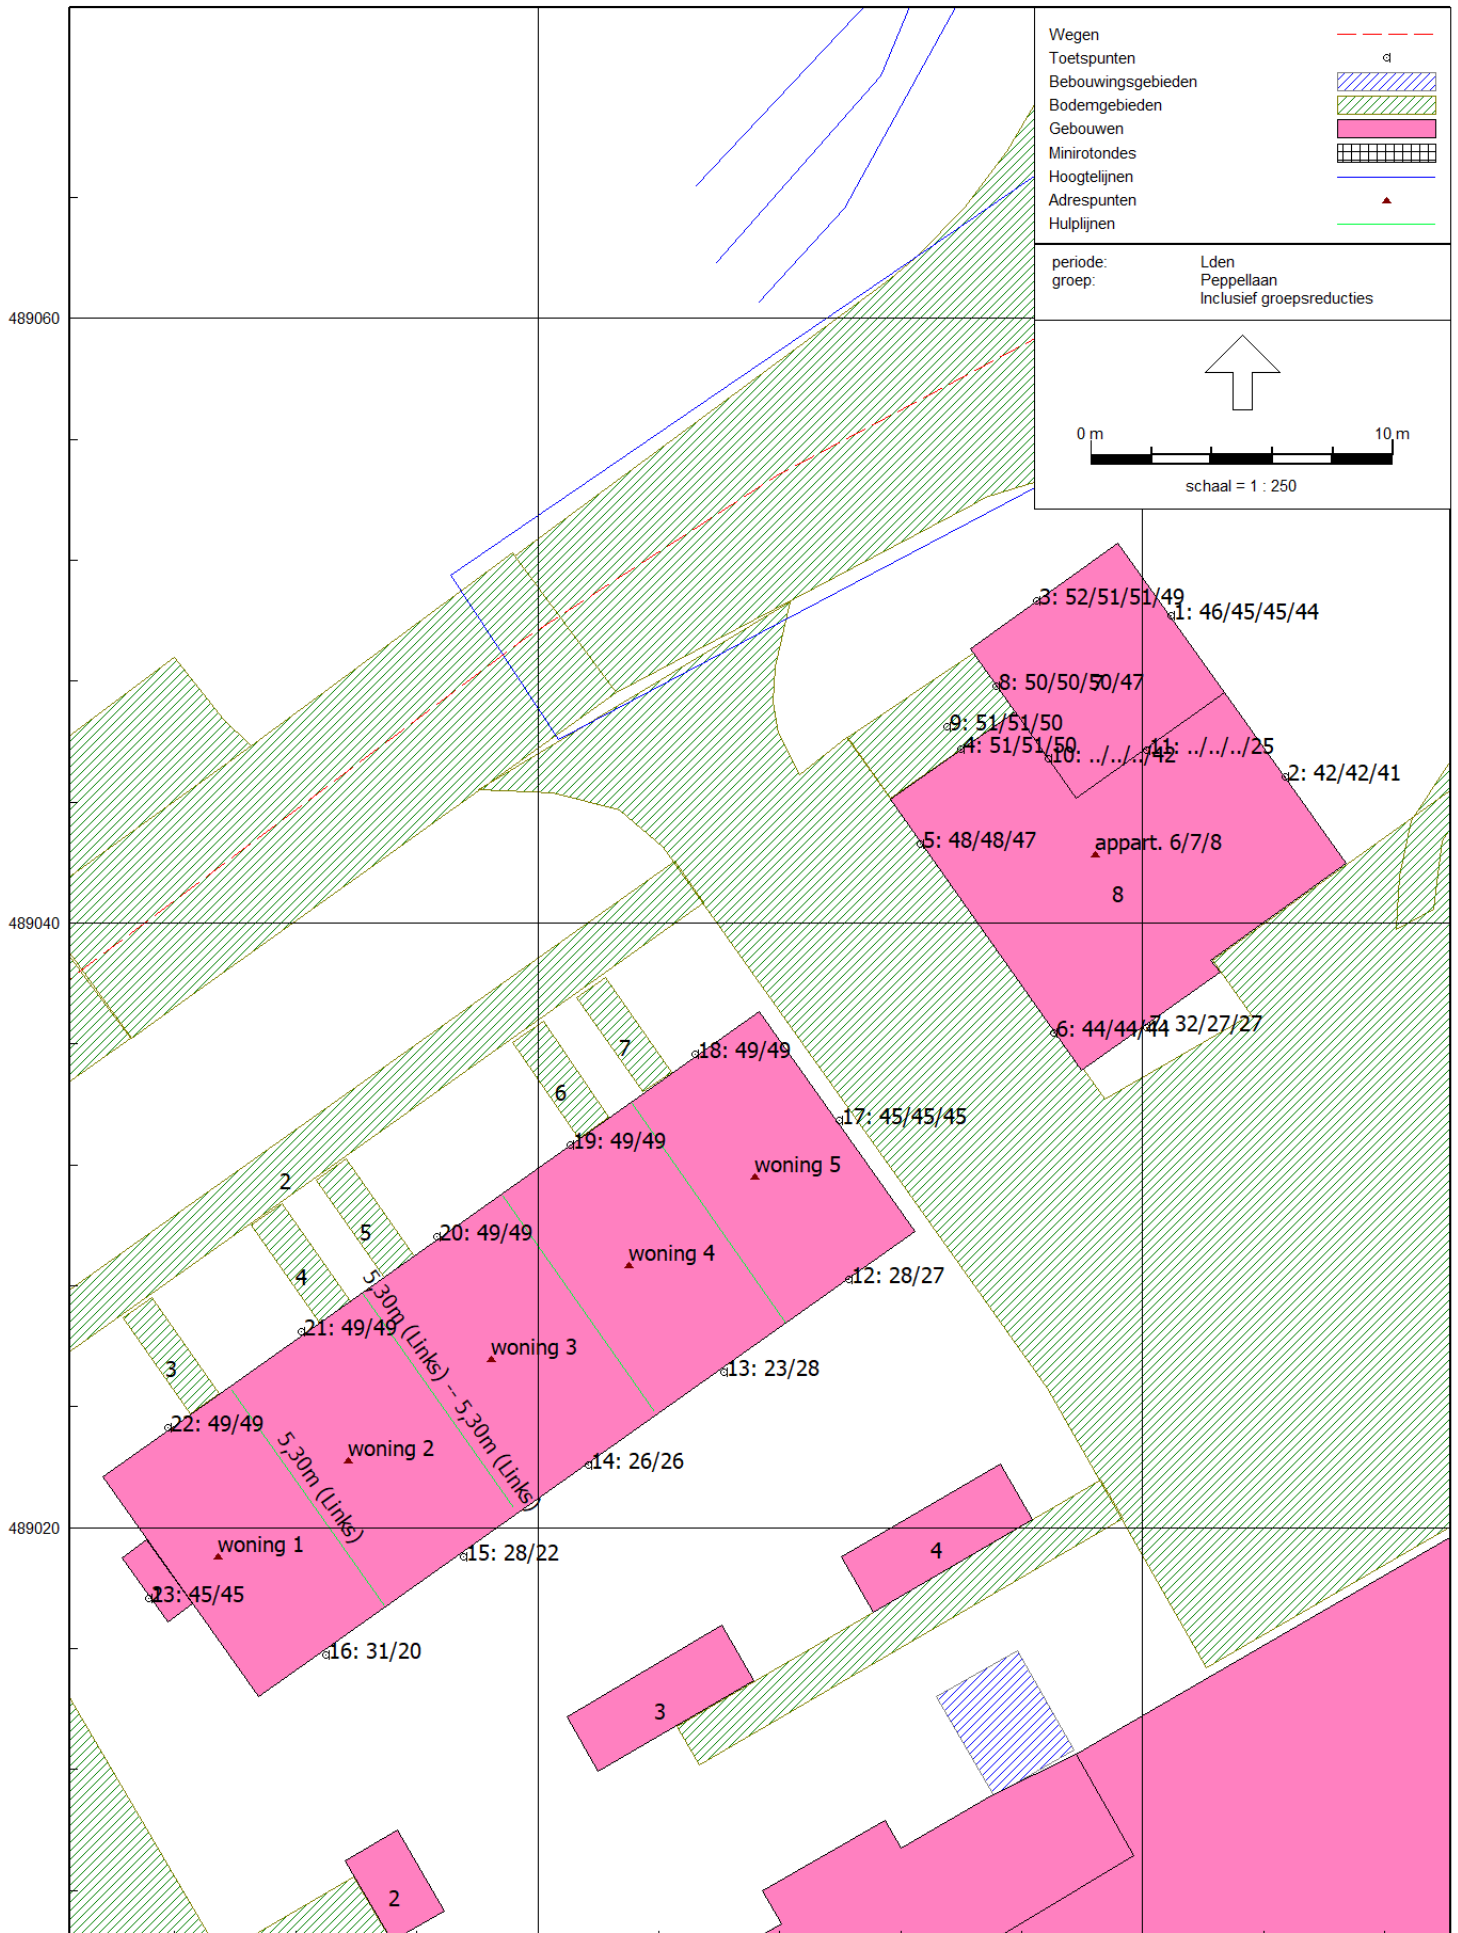 Wegen
Toetspunten
Bebouwingsgebieden
Bodemgebieden
Gebouwen
Minirotondes
Hoogtelijnen
Adrespunten
Hulplijnen
periode: Lden
groep: Peppellaan
Inclusief groepsreducties
0 m 10 m
schaal = 1 : 250
489060
3: 52/51/51/49
1: 46/45/45/44
8: 50/50/50/47
7
9: 51/51/50
4: 51/51/50
10: ../../../42
11: ../../../25
2: 42/42/41
5: 48/48/47
appart. 6/7/8
8
489040
6: 44/44/44
7: 32/27/27
7
18: 49/49
6
19: 49/49
17: 45/45/45
woning 5
2
5
20: 49/49
woning 4
4
12: 28/27
21: 49/49
woning 3
3
13: 23/28
5,30m (Links) -- 5,30m (Links)
22: 49/49
woning 2
14: 26/26
5,30m (Links)
489020
woning 1
15: 28/22
4
23: 45/45
16: 31/20
3
2